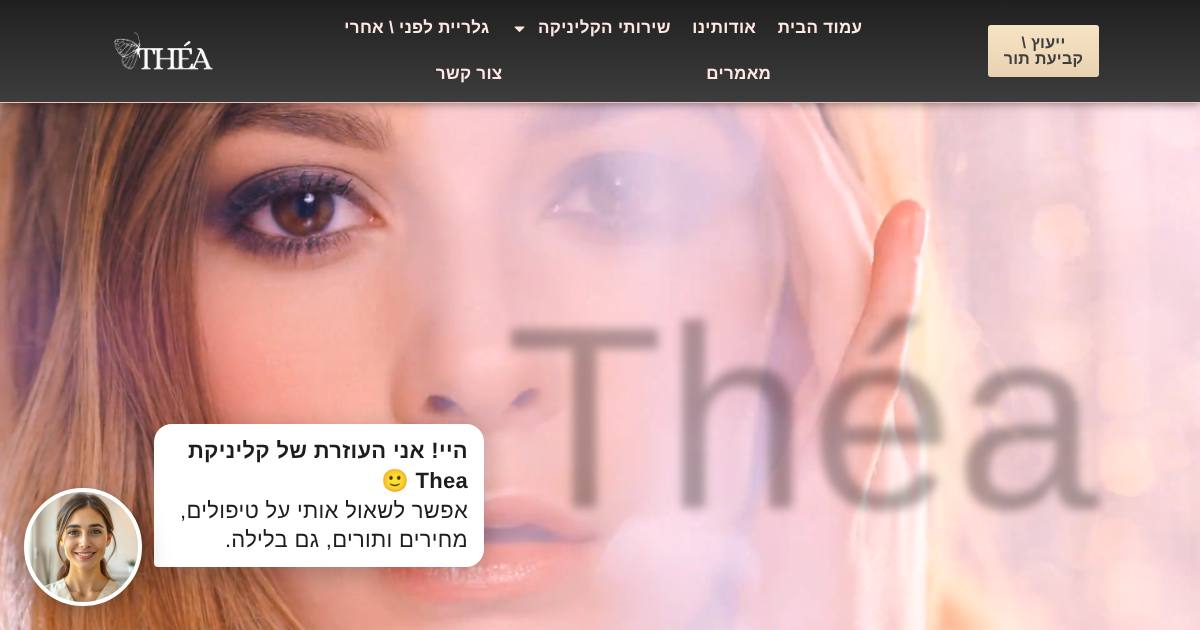 ייעוץ \
קביעת תור
עמוד הבית
אודותינו
שירותי הקליניקה
גלריית לפני \ אחרי
מאמרים
צור קשר
THÉA
Théa
היי! אני העוזרת של קליניקת
Thea 🙂
אפשר לשאול אותי על טיפולים,
מחירים ותורים, גם בלילה.